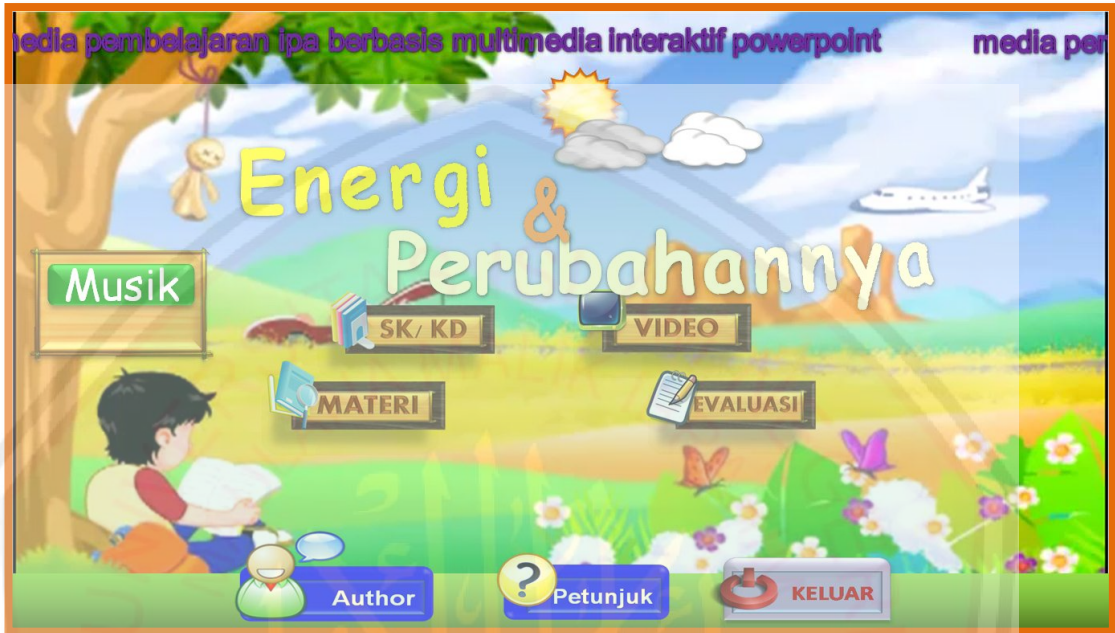 media pembelajaran ipa berbasis multimedia interaktif powerpoint media pem
Energi
&
Perubahannya
Musik
SK/ KD
VIDEO
MATERI
EVALUASI
Author
Petunjuk
KELUAR